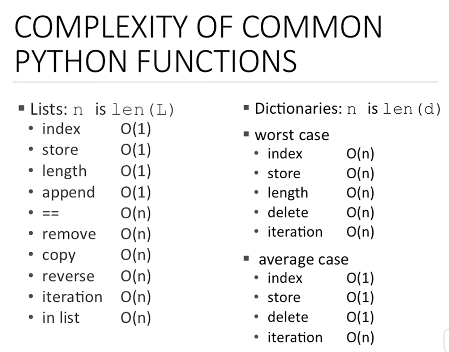 COMPLEXITY OF COMMON
PYTHON FUNCTIONS
▪ Lists: n is len(L)
• index O(1)
• store O(1)
• length O(1)
• append O(1)
• == O(n)
• remove O(n)
• copy O(n)
• reverse O(n)
• iteration O(n)
• in list O(n)
▪ Dictionaries: n is len(d)
▪ worst case
• index O(n)
• store O(n)
• length O(n)
• delete O(n)
• iteration O(n)
▪ average case
• index O(1)
• store O(1)
• delete O(1)
• iteration O(n)